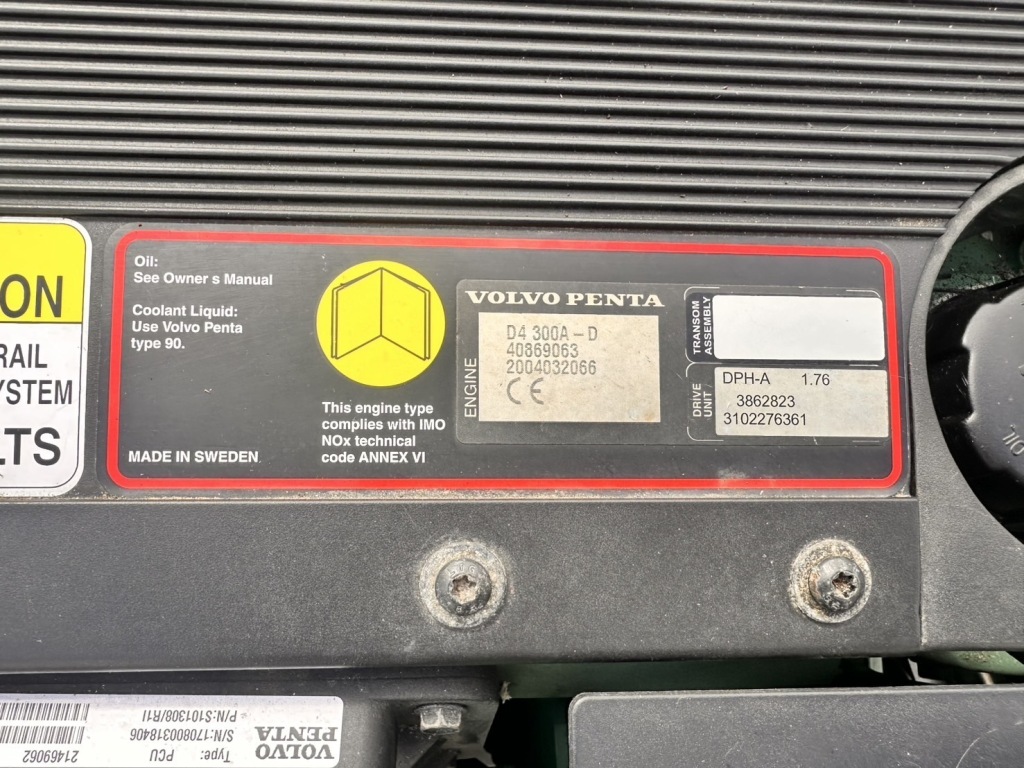 ON
RAIL
YSTEM
LTS
Oil:
See Owner s Manual
Coolant Liquid:
Use Volvo Penta
type 90.
MADE IN SWEDEN
This engine type
complies with IMO
NOx technical
code ANNEX VI
VOLVO PENTA
ENGINE
D4 300A – D
40869063
2004032066
CE
TRANSOM
ASSEMBLY
DRIVE
UNIT
DPH-A 1.76
3862823
3102276361
OIL
VOLVO
PENTA
Type: PCU 21469062
S/N:170800318406
P/N:S101308/R11